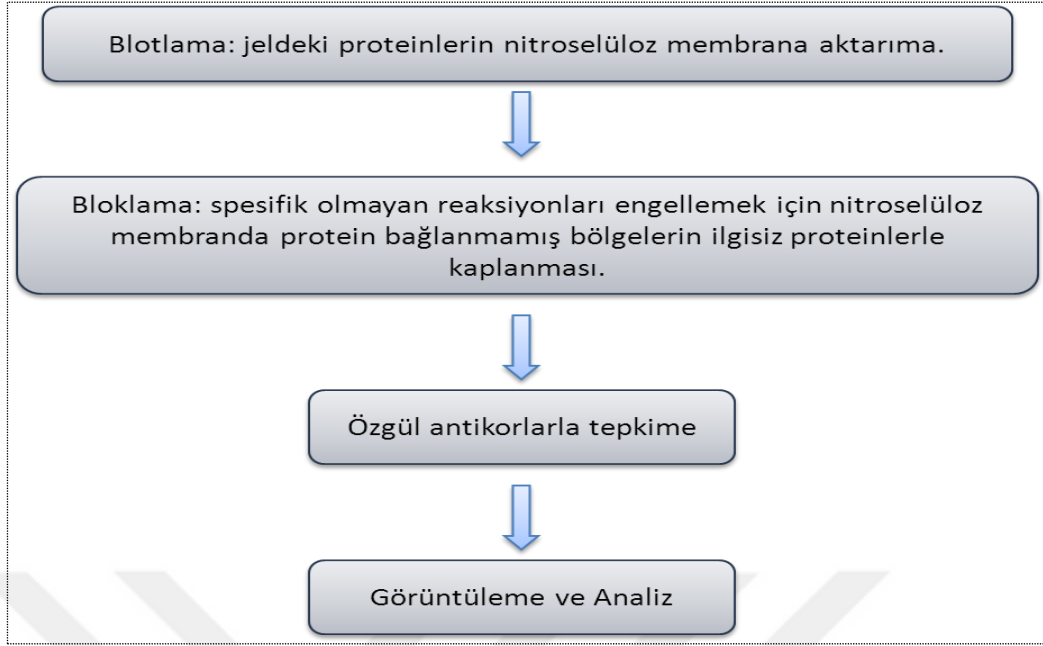 Blotlama: jeldeki proteinlerin nitroselüloz membrana aktarıma.
Bloklama: spesifik olmayan reaksiyonları engellemek için nitroselüloz
membranda protein bağlanmamış bölgelerin ilgisiz proteinlerle
kaplanması.
Özgül antikorlarla tepkime
Görüntüleme ve Analiz